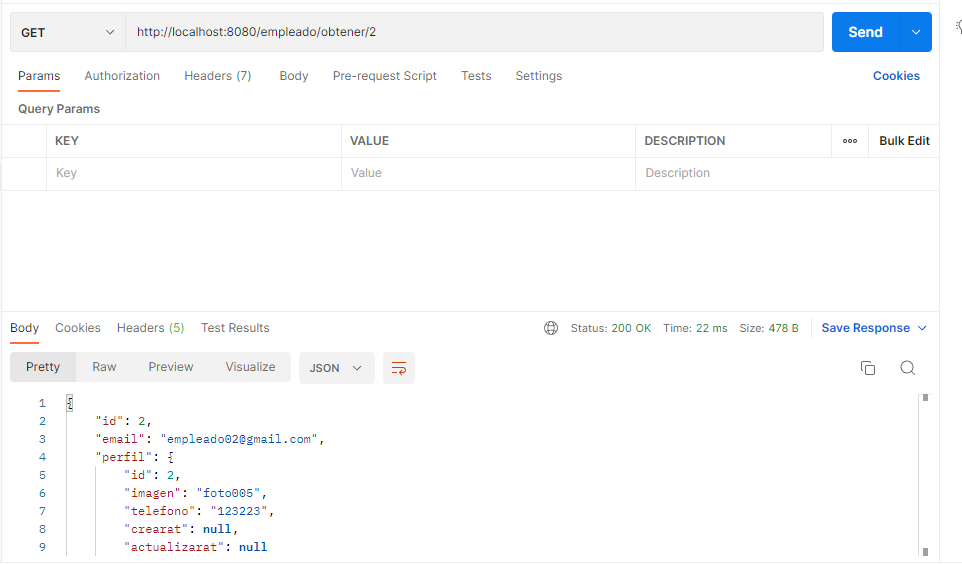 GET http://localhost:8080/empleado/obtener/2 Send
Params Authorization Headers (7) Body Pre-request Script Tests Settings Cookies
Query Params
KEY VALUE DESCRIPTION ooo Bulk Edit
Key Value Description
Body Cookies Headers (5) Test Results Status: 200 OK Time: 22 ms Size: 478 B Save Response
Pretty Raw Preview Visualize JSON
1 {
2 "id": 2,
3 "email": "empleado02@gmail.com",
4 "perfil": {
5 "id": 2,
6 "imagen": "foto005",
7 "telefono": "123223",
8 "crearat": null,
9 "actualizarat": null